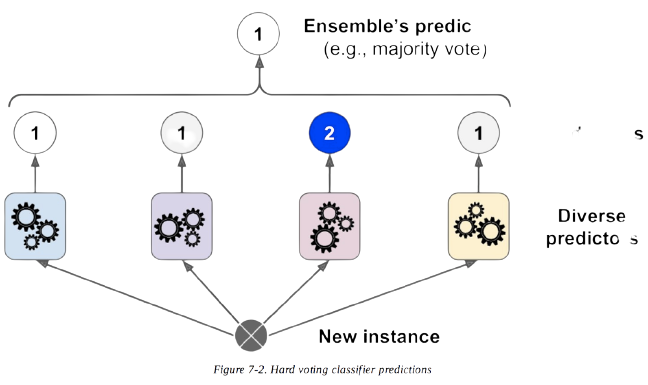 1
Ensemble's predic
(e.g., majority vote)
1 1 2 1
s
Diverse
predicto s
New instance
Figure 7-2. Hard voting classifier predictions